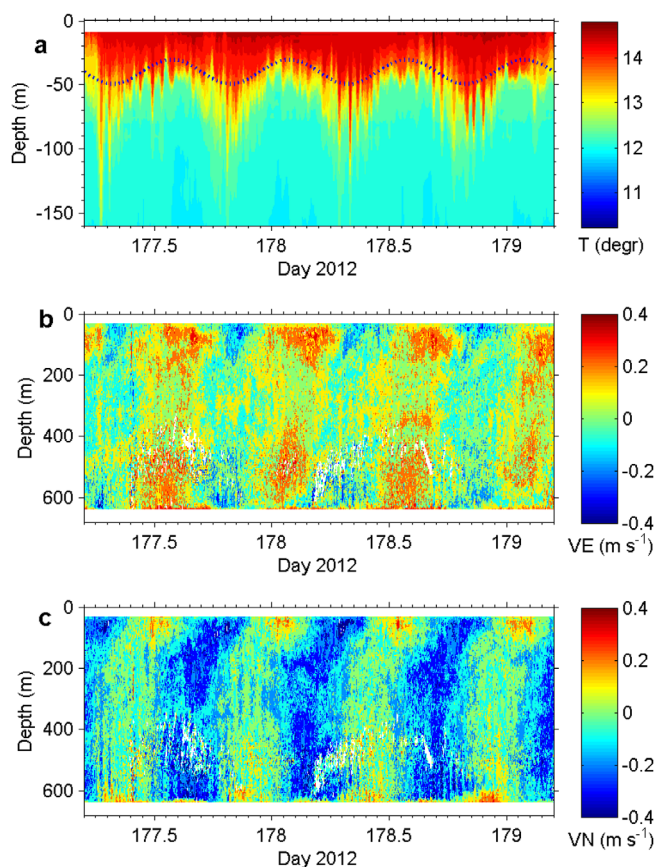 a
0
-50
-100
-150
Depth (m)
177.5 178 178.5 179
Day 2012
14
13
12
11
T (degr)
b
0
200
400
600
Depth (m)
177.5 178 178.5 179
Day 2012
0.4
0.2
0
-0.2
-0.4
VE (m s⁻¹)
c
0
200
400
600
Depth (m)
177.5 178 178.5 179
Day 2012
0.4
0.2
0
-0.2
-0.4
VN (m s⁻¹)